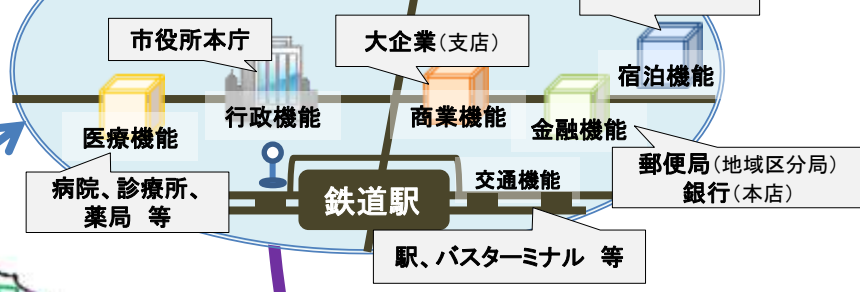 市役所本庁
大企業（支店）
宿泊機能
行政機能
商業機能
金融機能
医療機能
郵便局（地域区分局）
銀行（本店）
病院、診療所、
薬局　等
交通機能
鉄道駅
駅、バスターミナル　等